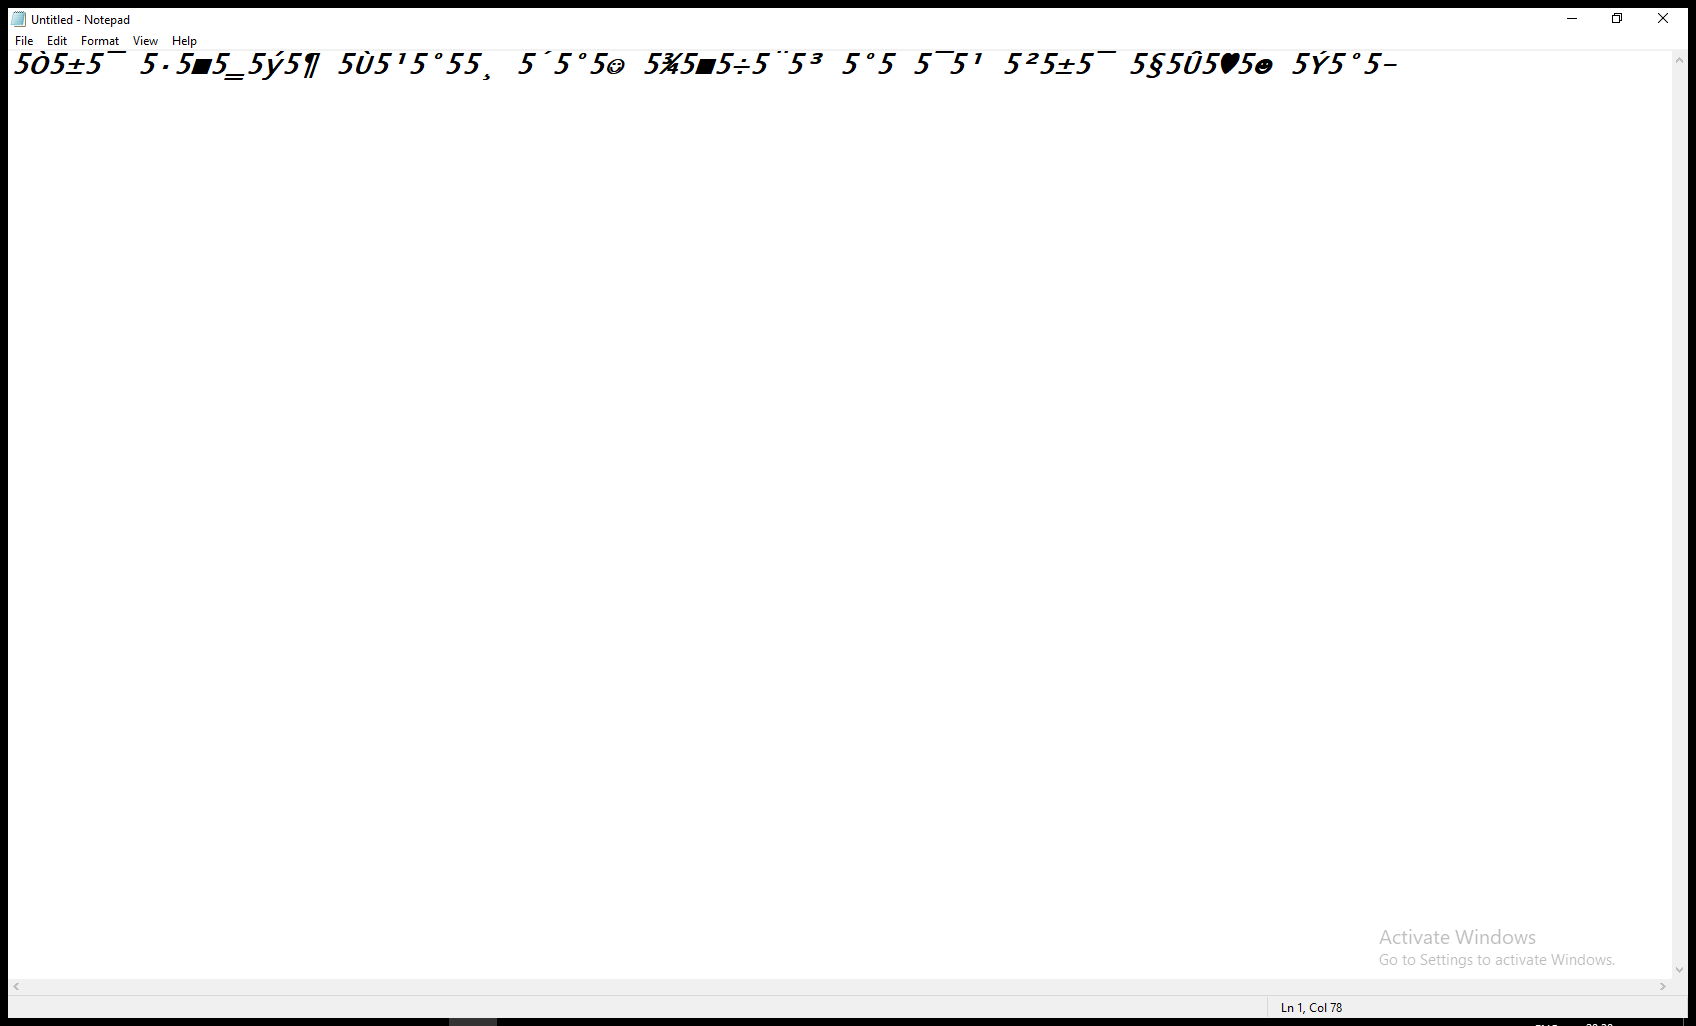 Untitled - Notepad
File Edit Format View Help
5Ò5±5¯ 5·5■5‗5ý5¶ 5Ù5¹5°55¸ 5´5°5☺ 5¾5■5÷5¨5³ 5°5 5¯5¹ 5²5±5¯ 5§5Û5♥5☻ 5Ý5°5–
Activate Windows
Go to Settings to activate Windows.
Ln 1, Col 78